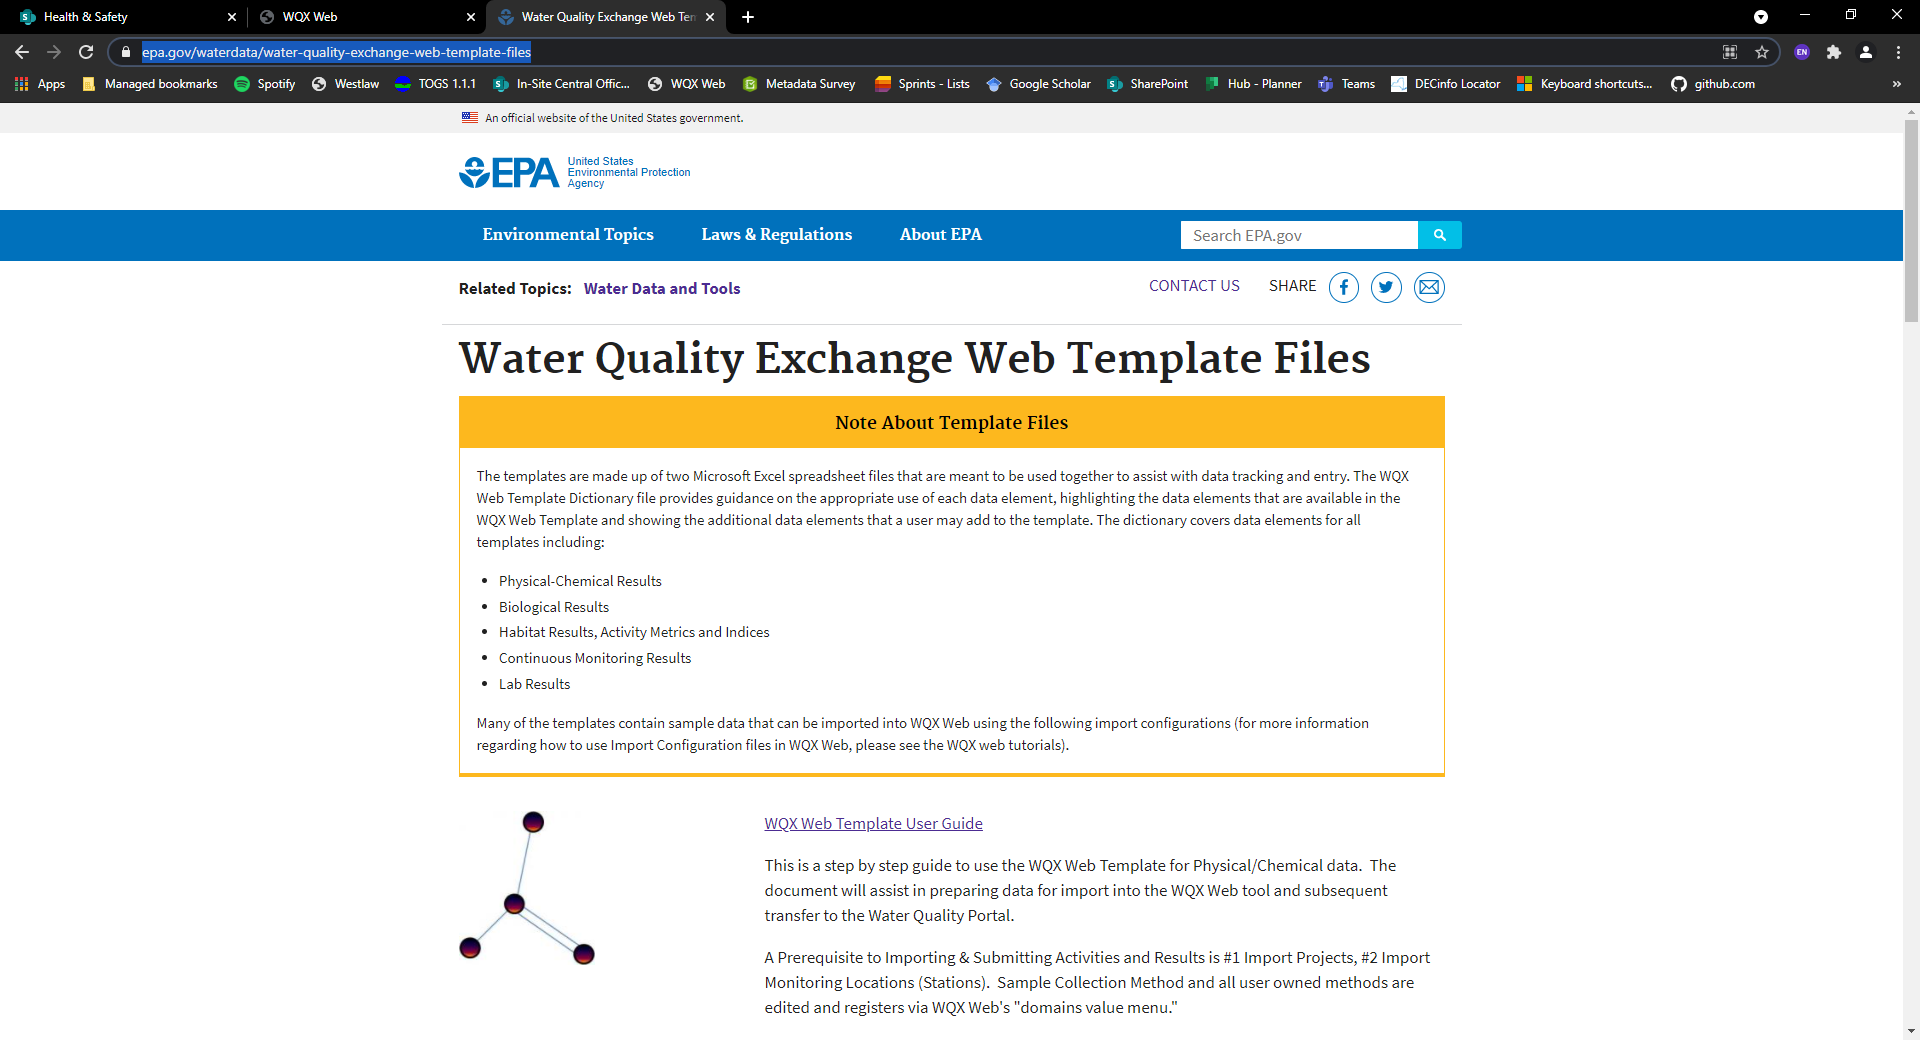 Health & Safety
WQX Web
Water Quality Exchange Web Ten
epa.gov/waterdata/water-quality-exchange-web-template-files
EN
Apps
Managed bookmarks
Spotify
Westlaw
TOGS 1.1.1
In-Site Central Offic...
WQX Web
Metadata Survey
Sprints - Lists
Google Scholar
SharePoint
Hub - Planner
Teams
DECinfo Locator
Keyboard shortcuts...
github.com
»
An official website of the United States government.
EPA
United States
Environmental Protection
Agency
Environmental Topics
Laws & Regulations
About EPA
Search EPA.gov
Related Topics: Water Data and Tools
CONTACT US
SHARE
Water Quality Exchange Web Template Files
Note About Template Files
The templates are made up of two Microsoft Excel spreadsheet files that are meant to be used together to assist with data tracking and entry. The WQX
Web Template Dictionary file provides guidance on the appropriate use of each data element, highlighting the data elements that are available in the
WQX Web Template and showing the additional data elements that a user may add to the template. The dictionary covers data elements for all
templates including:
• Physical-Chemical Results
• Biological Results
• Habitat Results, Activity Metrics and Indices
• Continuous Monitoring Results
• Lab Results
Many of the templates contain sample data that can be imported into WQX Web using the following import configurations (for more information
regarding how to use Import Configuration files in WQX Web, please see the WQX web tutorials).
WQX Web Template User Guide
This is a step by step guide to use the WQX Web Template for Physical/Chemical data. The
document will assist in preparing data for import into the WQX Web tool and subsequent
transfer to the Water Quality Portal.
A Prerequisite to Importing & Submitting Activities and Results is #1 Import Projects, #2 Import
Monitoring Locations (Stations). Sample Collection Method and all user owned methods are
edited and registers via WQX Web's "domains value menu."